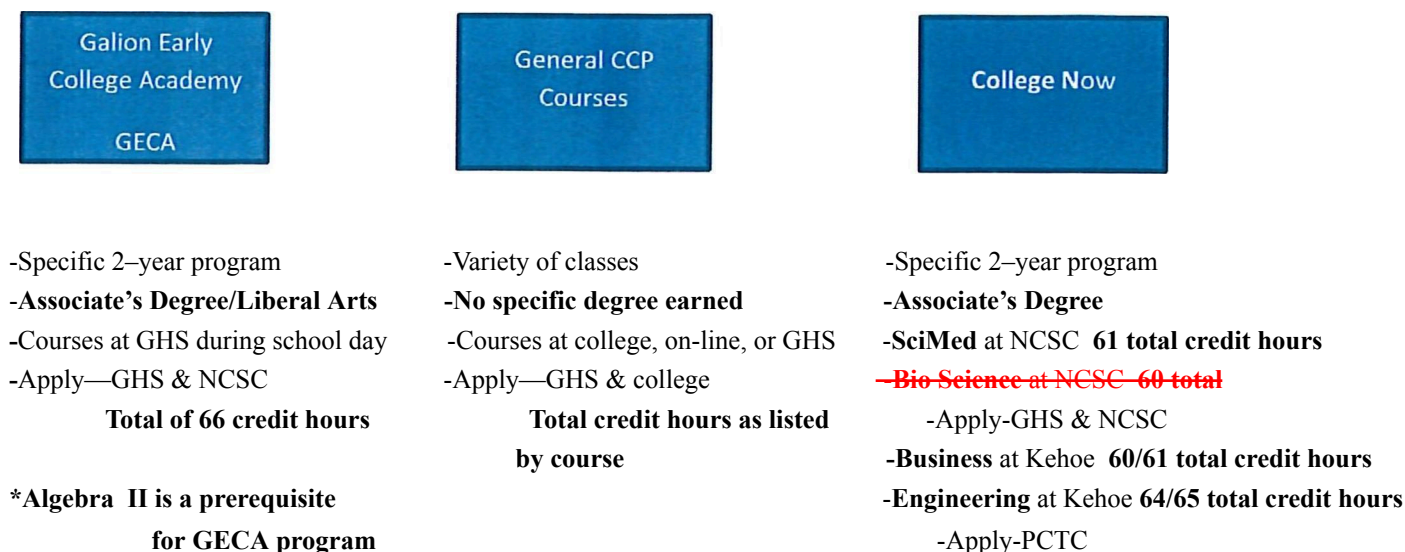 Galion Early
College Academy
GECA
-Specific 2–year program
-Associate's Degree/Liberal Arts
-Courses at GHS during school day
-Apply—GHS & NCSC
Total of 66 credit hours
*Algebra II is a prerequisite
for GECA program
General CCP
Courses
-Variety of classes
-No specific degree earned
-Courses at college, on-line, or GHS
-Apply—GHS & college
Total credit hours as listed
by course
College Now
-Specific 2–year program
-Associate's Degree
-SciMed at NCSC 61 total credit hours
-Bio Science at NCSC 60 total
-Apply-GHS & NCSC
-Business at Kehoe 60/61 total credit hours
-Engineering at Kehoe 64/65 total credit hours
-Apply-PCTC